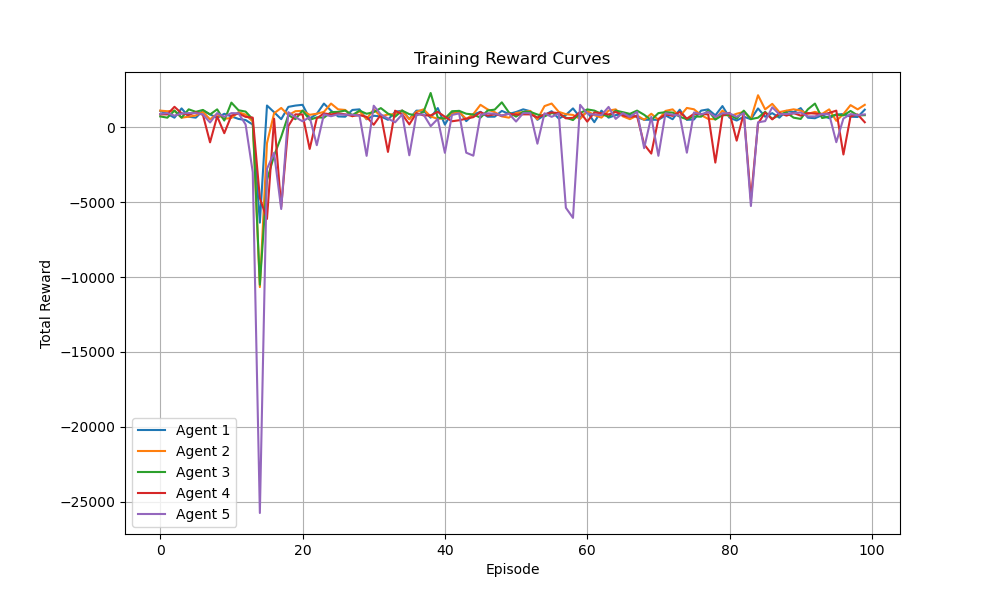 Training Reward Curves
Total Reward
0
−5000
−10000
−15000
−20000
−25000
Agent 1
Agent 2
Agent 3
Agent 4
Agent 5
0 20 40 60 80 100
Episode